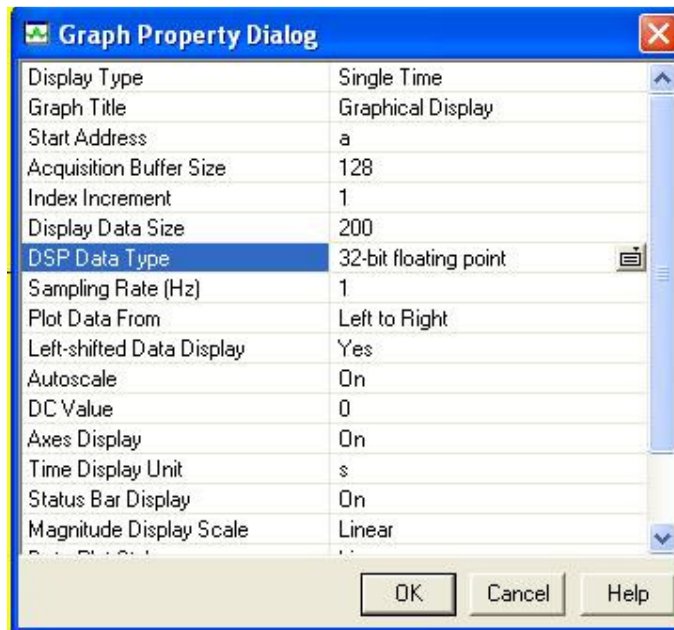 Graph Property Dialog
Display Type Single Time
Graph Title Graphical Display
Start Address a
Acquisition Buffer Size 128
Index Increment 1
Display Data Size 200
DSP Data Type 32-bit floating point
Sampling Rate (Hz) 1
Plot Data From Left to Right
Left-shifted Data Display Yes
Autoscale On
DC Value 0
Axes Display On
Time Display Unit s
Status Bar Display On
Magnitude Display Scale Linear
OK Cancel Help